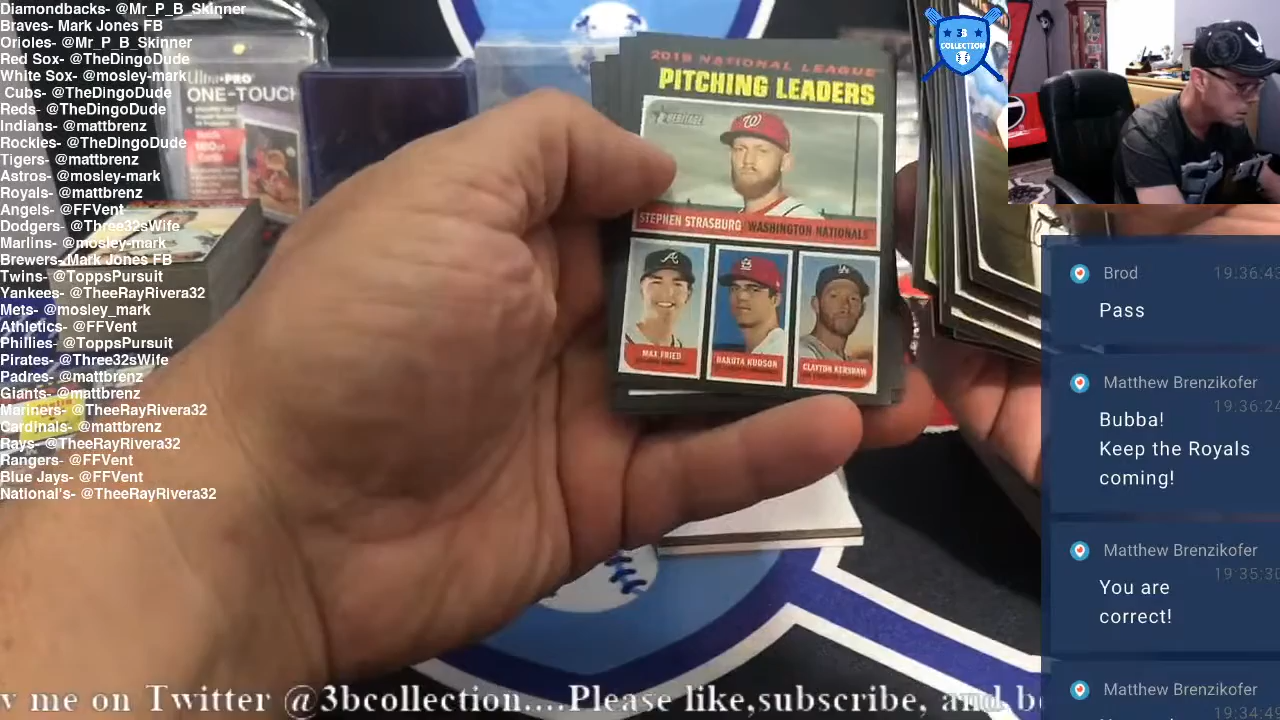 Diamondbacks- @Mr_P_B_Skinner
Braves- Mark Jones FB
Orioles- @Mr_P_B_Skinner
Red Sox- @TheDingoDude
White Sox- @mosley-mark
Cubs- @TheDingoDude
Reds- @TheDingoDude
Indians- @mattbrenz
Rockies- @TheDingoDude
Tigers- @mattbrenz
Astros- @mosley-mark
Royals- @mattbrenz
Angels- @FFVent
Dodgers- @Three32sWife
Marlins- @mosley-mark
Brewers- Mark Jones FB
Twins- @ToppsPursuit
Yankees- @TheeRayRivera32
Mets- @mosley_mark
Athletics- @FFVent
Phillies- @ToppsPursuit
Pirates- @Three32sWife
Padres- @mattbrenz
Giants- @mattbrenz
Mariners- @TheeRayRivera32
Cardinals- @mattbrenz
Rays- @TheeRayRivera32
Rangers- @FFVent
Blue Jays- @FFVent
National's- @TheeRayRivera32
ULTRA·PRO
ONE-TOUCH
2019 NATIONAL LEAGUE
PITCHING LEADERS
HERITAGE
W
STEPHEN STRASBURG WASHINGTON NATIONALS
MAX FRIED
DAKOTA HUDSON
CLAYTON KERSHAW
3B
COLLECTION
Brod
19:36:43
Pass
Matthew Brenzikofer
19:36:24
Bubba!
Keep the Royals
coming!
Matthew Brenzikofer
19:35:30
You are
correct!
Matthew Brenzikofer
19:34:49
y me on Twitter @3bcollection....Please like,subscribe, and b